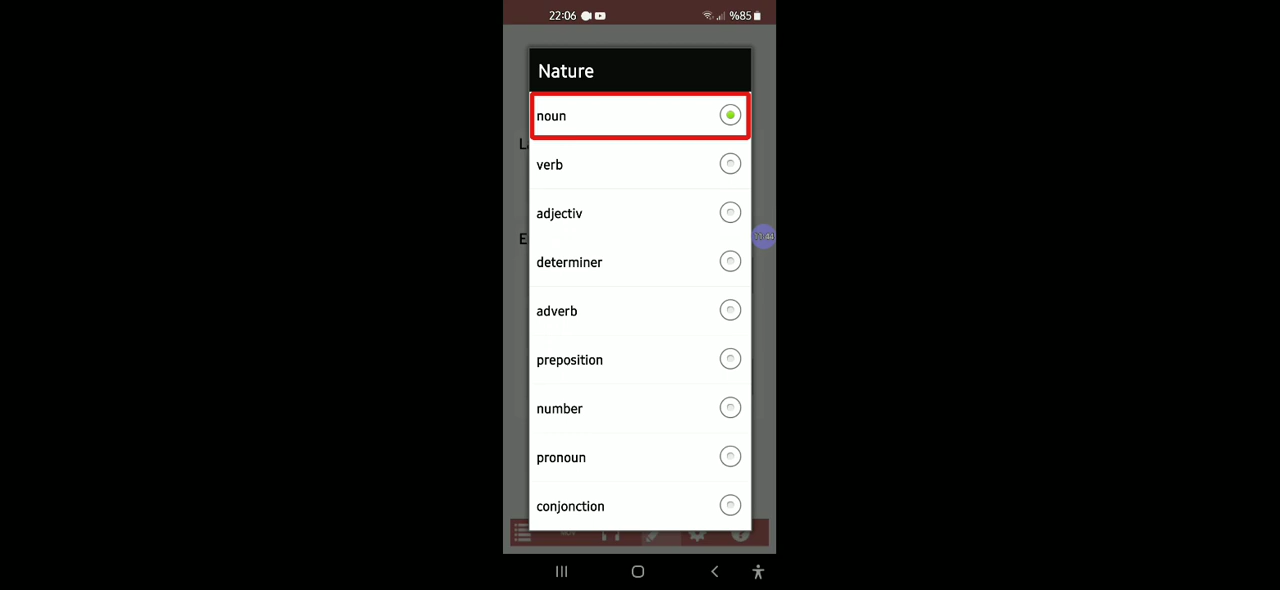 22:06 %85
Nature
noun
verb
adjectiv
determiner
adverb
preposition
number
pronoun
conjonction